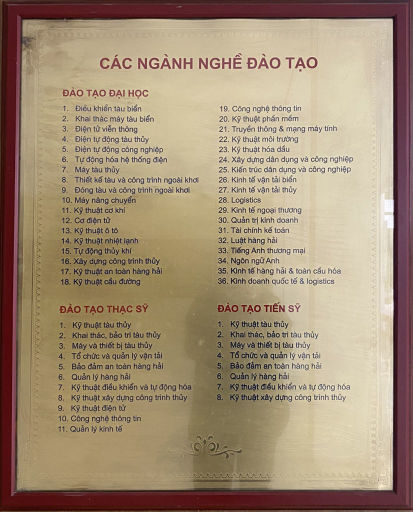 CÁC NGÀNH NGHỀ ĐÀO TẠO
ĐÀO TẠO ĐẠI HỌC
1. Điều khiển tàu biển
2. Khai thác máy tàu biển
3. Điện tử viễn thông
4. Điện tự động tàu thủy
5. Điện tự động công nghiệp
6. Tự động hóa hệ thống điện
7. Máy tàu thủy
8. Thiết kế tàu và công trình ngoài khơi
9. Đóng tàu và công trình ngoài khơi
10. Máy nâng chuyển
11. Kỹ thuật cơ khí
12. Cơ điện tử
13. Kỹ thuật ô tô
14. Kỹ thuật nhiệt lạnh
15. Tự động thủy khí
16. Xây dựng công trình thủy
17. Kỹ thuật an toàn hàng hải
18. Kỹ thuật cầu đường
19. Công nghệ thông tin
20. Kỹ thuật phần mềm
21. Truyền thông & mạng máy tính
22. Kỹ thuật môi trường
23. Kỹ thuật hóa dầu
24. Xây dựng dân dụng và công nghiệp
25. Kiến trúc dân dụng và công nghiệp
26. Kinh tế vận tải biển
27. Kinh tế vận tải thủy
28. Logistics
29. Kinh tế ngoại thương
30. Quản trị kinh doanh
31. Tài chính kế toán
32. Luật hàng hải
33. Tiếng Anh thương mại
34. Ngôn ngữ Anh
35. Kinh tế hàng hải & toàn cầu hóa
36. Kinh doanh quốc tế & logistics
ĐÀO TẠO THẠC SỸ
1. Kỹ thuật tàu thủy
2. Khai thác, bảo trì tàu thủy
3. Máy và thiết bị tàu thủy
4. Tổ chức và quản lý vận tải
5. Bảo đảm an toàn hàng hải
6. Quản lý hàng hải
7. Kỹ thuật điều khiển và tự động hóa
8. Kỹ thuật xây dựng công trình thủy
9. Kỹ thuật điện tử
10. Công nghệ thông tin
11. Quản lý kinh tế
ĐÀO TẠO TIẾN SỸ
1. Kỹ thuật tàu thủy
2. Khai thác, bảo trì tàu thủy
3. Máy và thiết bị tàu thủy
4. Tổ chức và quản lý vận tải
5. Bảo đảm an toàn hàng hải
6. Quản lý hàng hải
7. Kỹ thuật điều khiển và tự động hóa
8. Kỹ thuật xây dựng công trình thủy